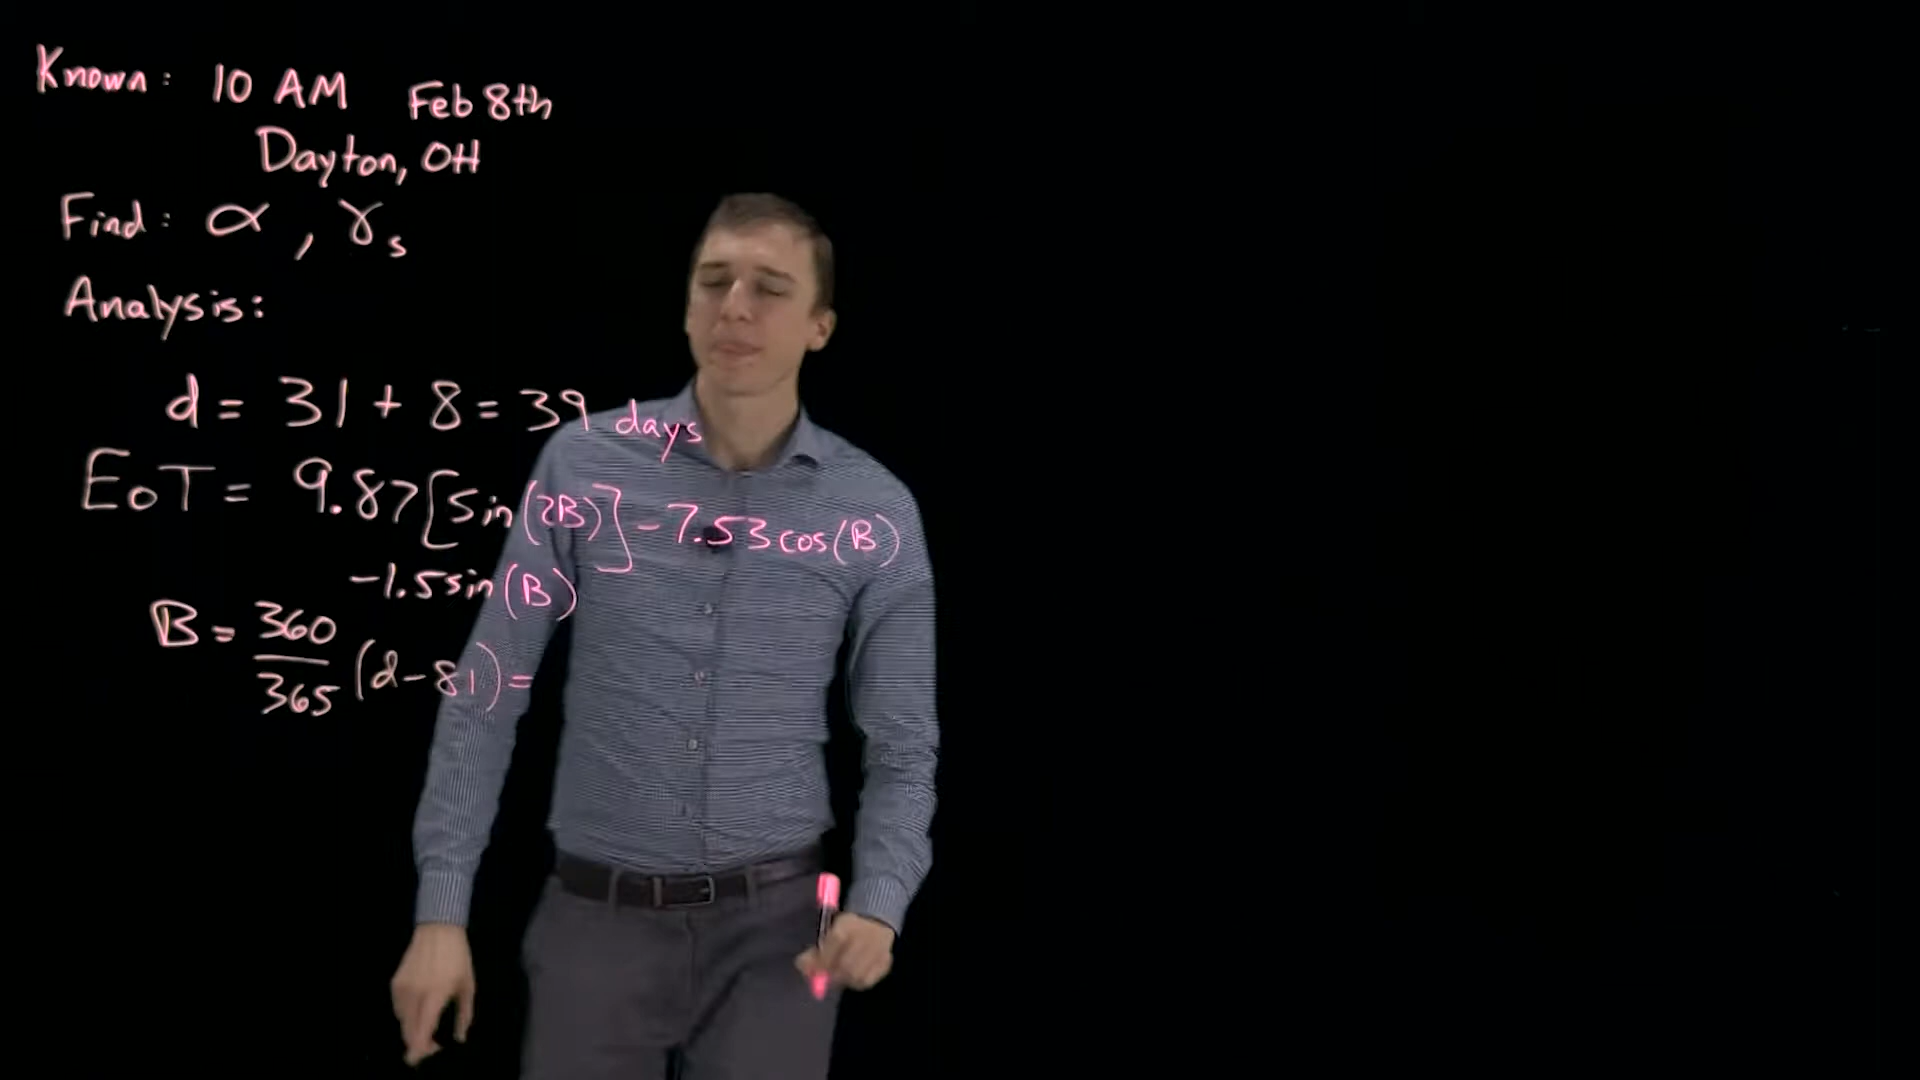 Known: 10 AM Feb 8th
Dayton, OH
Find: α, γs
Analysis:
d = 31 + 8 = 39 days
EoT = 9.87[sin(2B)] - 7.53 cos(B)
-1.5 sin(B)
B = 360/365 (d - 81) =